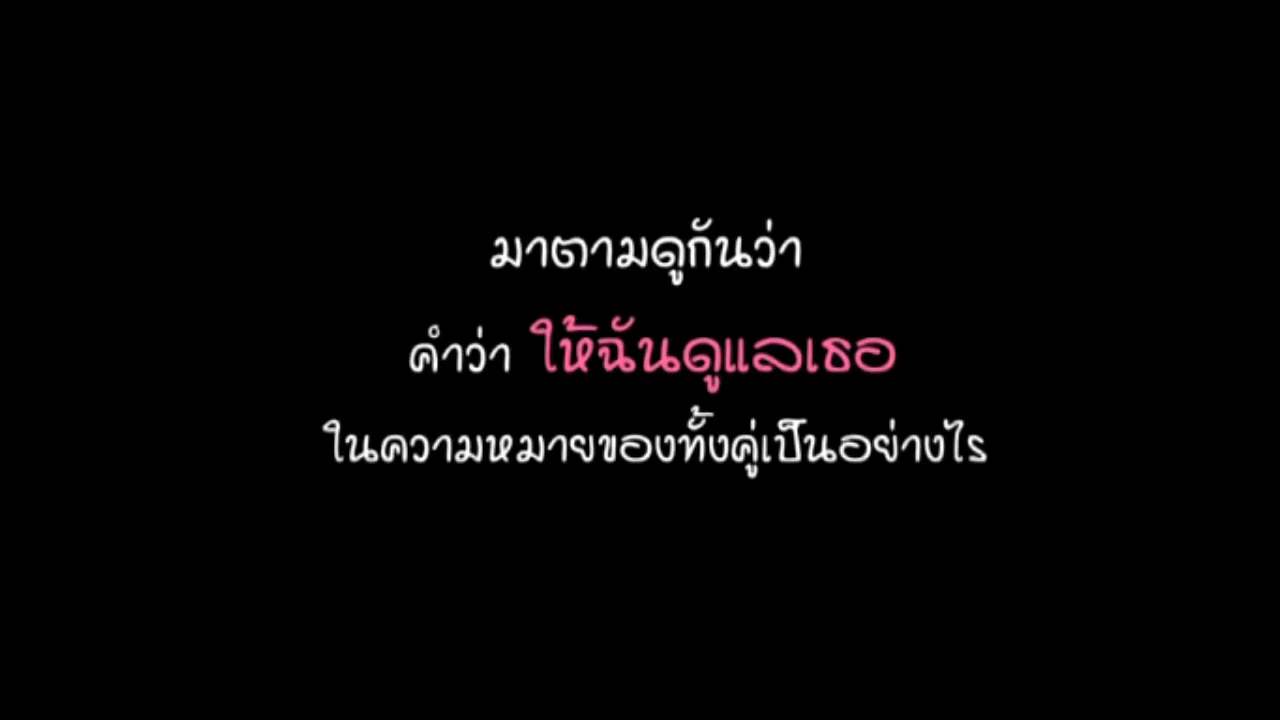 มาตามดูกันว่า
คำว่า ให้ฉันดูแลเธอ
ในความหมายของทั้งคู่เป็นอย่างไร